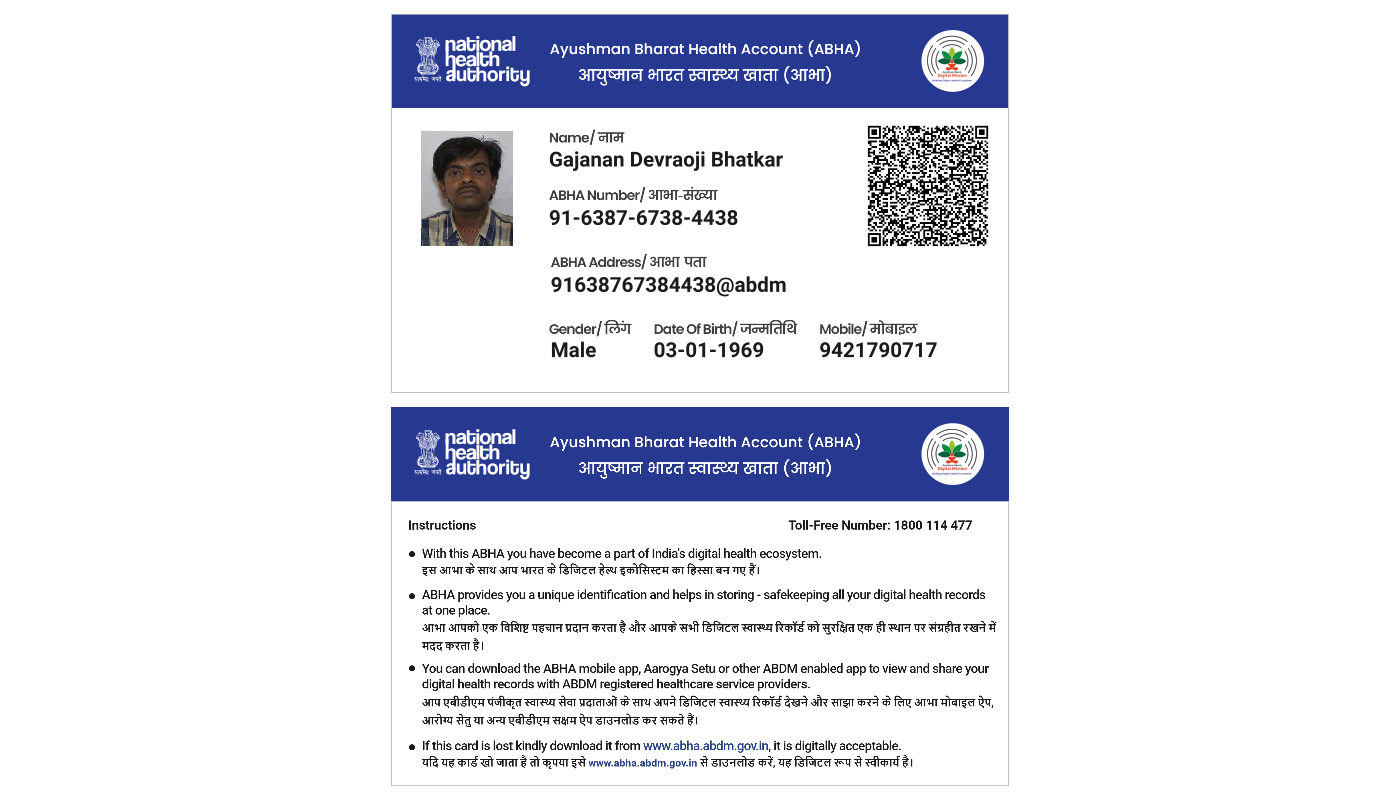 national
health
authority
सत्यमेव जयते
Ayushman Bharat Health Account (ABHA)
आयुष्मान भारत स्वास्थ्य खाता (आभा)
Digital Mission
Name/ नाम
Gajanan Devraoji Bhatkar
ABHA Number/ आभा-संख्या
91-6387-6738-4438
ABHA Address/ आभा पता
91638767384438@abdm
Gender/ लिंग Date Of Birth/ जन्मतिथि Mobile/ मोबाइल
Male 03-01-1969 9421790717
national
health
authority
सत्यमेव जयते
Ayushman Bharat Health Account (ABHA)
आयुष्मान भारत स्वास्थ्य खाता (आभा)
Digital Mission
Instructions Toll-Free Number: 1800 114 477
● With this ABHA you have become a part of India's digital health ecosystem.
इस आभा के साथ आप भारत के डिजिटल हेल्थ इकोसिस्टम का हिस्सा बन गए हैं।
● ABHA provides you a unique identification and helps in storing - safekeeping all your digital health records
at one place.
आभा आपको एक विशिष्ट पहचान प्रदान करता है और आपके सभी डिजिटल स्वास्थ्य रिकॉर्ड को सुरक्षित एक ही स्थान पर संग्रहीत रखने में
मदद करता है।
● You can download the ABHA mobile app, Aarogya Setu or other ABDM enabled app to view and share your
digital health records with ABDM registered healthcare service providers.
आप एबीडीएम पंजीकृत स्वास्थ्य सेवा प्रदाताओं के साथ अपने डिजिटल स्वास्थ्य रिकॉर्ड देखने और साझा करने के लिए आभा मोबाइल ऐप,
आरोग्य सेतु या अन्य एबीडीएम सक्षम ऐप डाउनलोड कर सकते हैं।
● If this card is lost kindly download it from www.abha.abdm.gov.in, it is digitally acceptable.
यदि यह कार्ड खो जाता है तो कृपया इसे www.abha.abdm.gov.in से डाउनलोड करें, यह डिजिटल रूप से स्वीकार्य है।